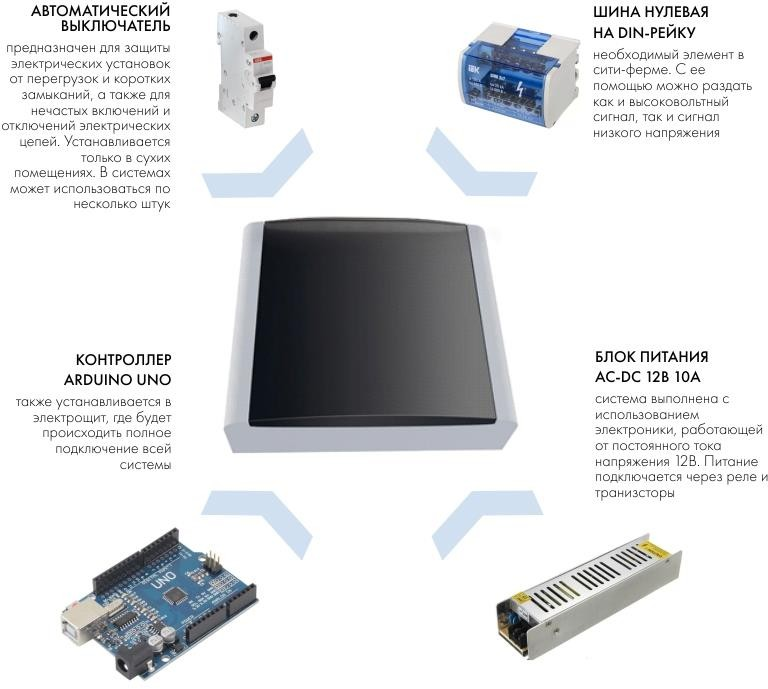 АВТОМАТИЧЕСКИЙ
ВЫКЛЮЧАТЕЛЬ
предназначен для защиты
электрических установок
от перегрузок и коротких
замыканий, а также для
нечастых включений и
отключений электрических
цепей. Устанавливается
только в сухих
помещениях. В системах
может использоваться по
несколько штук
ШИНА НУЛЕВАЯ
НА DIN-РЕЙКУ
необходимый элемент в
сити-ферме. С ее
помощью можно раздать
как и высоковольтный
сигнал, так и сигнал
низкого напряжения
КОНТРОЛЛЕР
ARDUINO UNO
также устанавливается в
электрощит, где будет
происходить полное
подключение всей
системы
БЛОК ПИТАНИЯ
AC-DC 12В 10А
система выполнена с
использованием
электроники, работающей
от постоянного тока
напряжения 12В. Питание
подключается через реле и
транизсторы
UNO